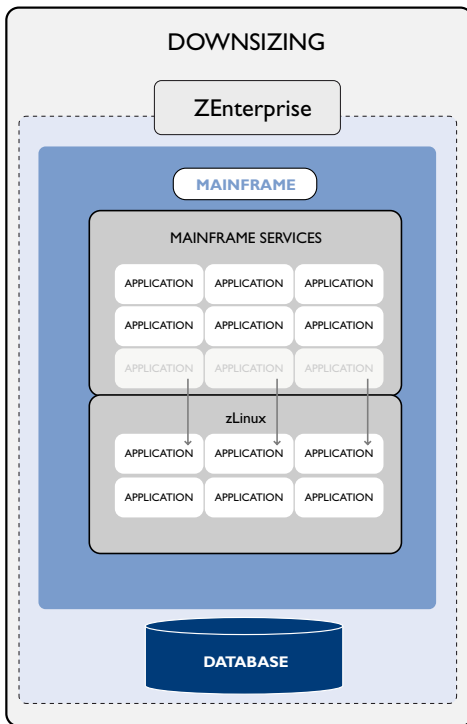 DOWNSIZING
ZEnterprise
MAINFRAME
MAINFRAME SERVICES
APPLICATION APPLICATION APPLICATION
APPLICATION APPLICATION APPLICATION
APPLICATION APPLICATION APPLICATION
zLinux
APPLICATION APPLICATION APPLICATION
APPLICATION APPLICATION APPLICATION
DATABASE